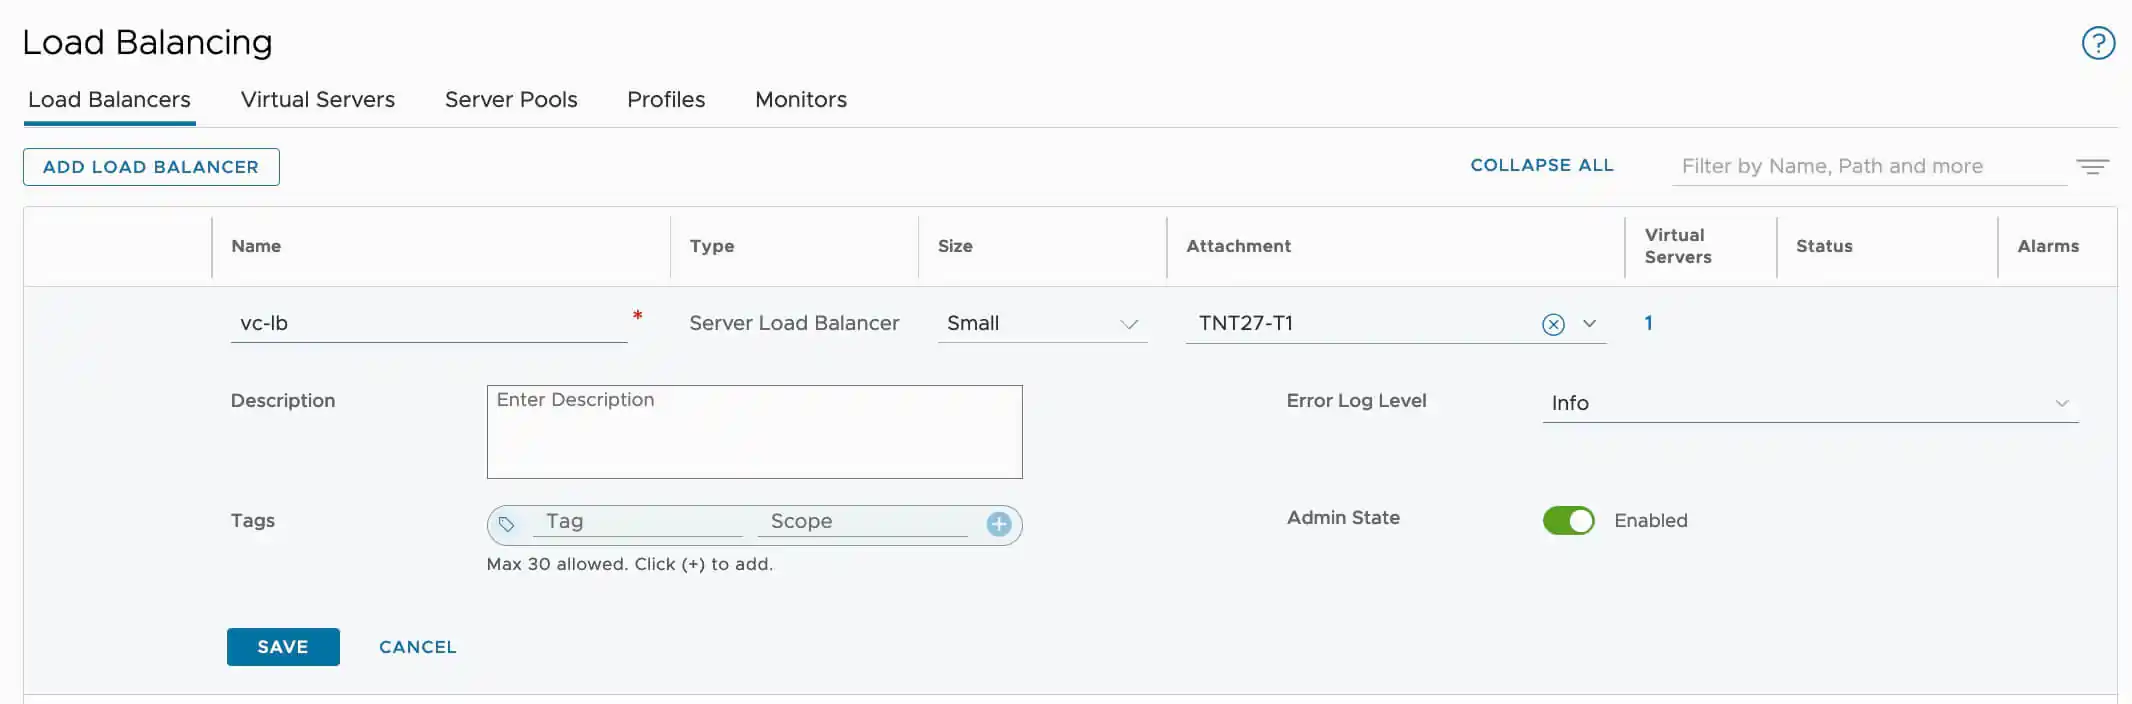 Load Balancing
?
Load Balancers Virtual Servers Server Pools Profiles Monitors
ADD LOAD BALANCER COLLAPSE ALL Filter by Name, Path and more
Name Type Size Attachment Virtual Servers Status Alarms
vc-lb * Server Load Balancer Small TNT27-T1 1
Description Enter Description Error Log Level Info
Tags Tag Scope Admin State Enabled
Max 30 allowed. Click (+) to add.
SAVE CANCEL